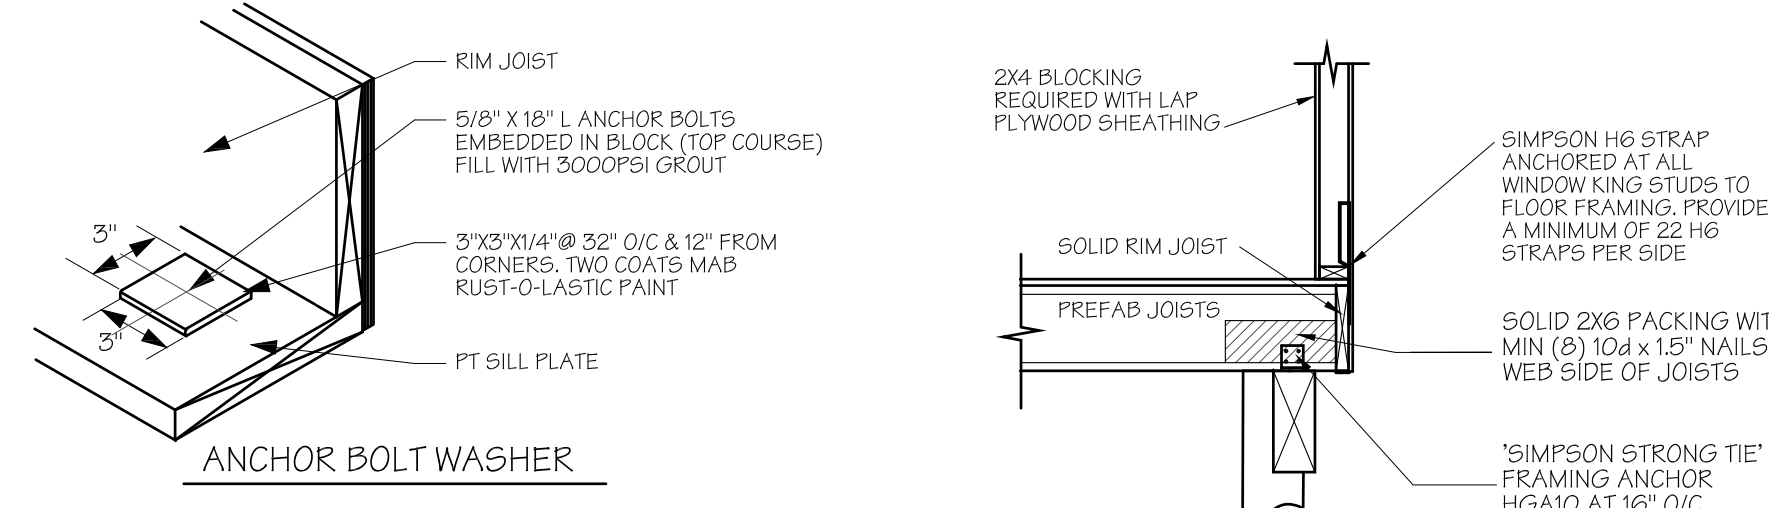 RIM JOIST
5/8" X 18" L ANCHOR BOLTS
EMBEDDED IN BLOCK (TOP COURSE)
FILL WITH 3000PSI GROUT
3"
3"X3"X1/4"@ 32" O/C & 12" FROM
CORNERS. TWO COATS MAB
RUST-O-LASTIC PAINT
3"
PT SILL PLATE
ANCHOR BOLT WASHER
2X4 BLOCKING
REQUIRED WITH LAP
PLYWOOD SHEATHING
SIMPSON H6 STRAP
ANCHORED AT ALL
WINDOW KING STUDS TO
FLOOR FRAMING. PROVIDE
A MINIMUM OF 22 H6
STRAPS PER SIDE
SOLID RIM JOIST
PREFAB JOISTS
SOLID 2X6 PACKING WIT
MIN (8) 10d x 1.5" NAILS
WEB SIDE OF JOISTS
'SIMPSON STRONG TIE'
FRAMING ANCHOR
HGA10 AT 16" O/C